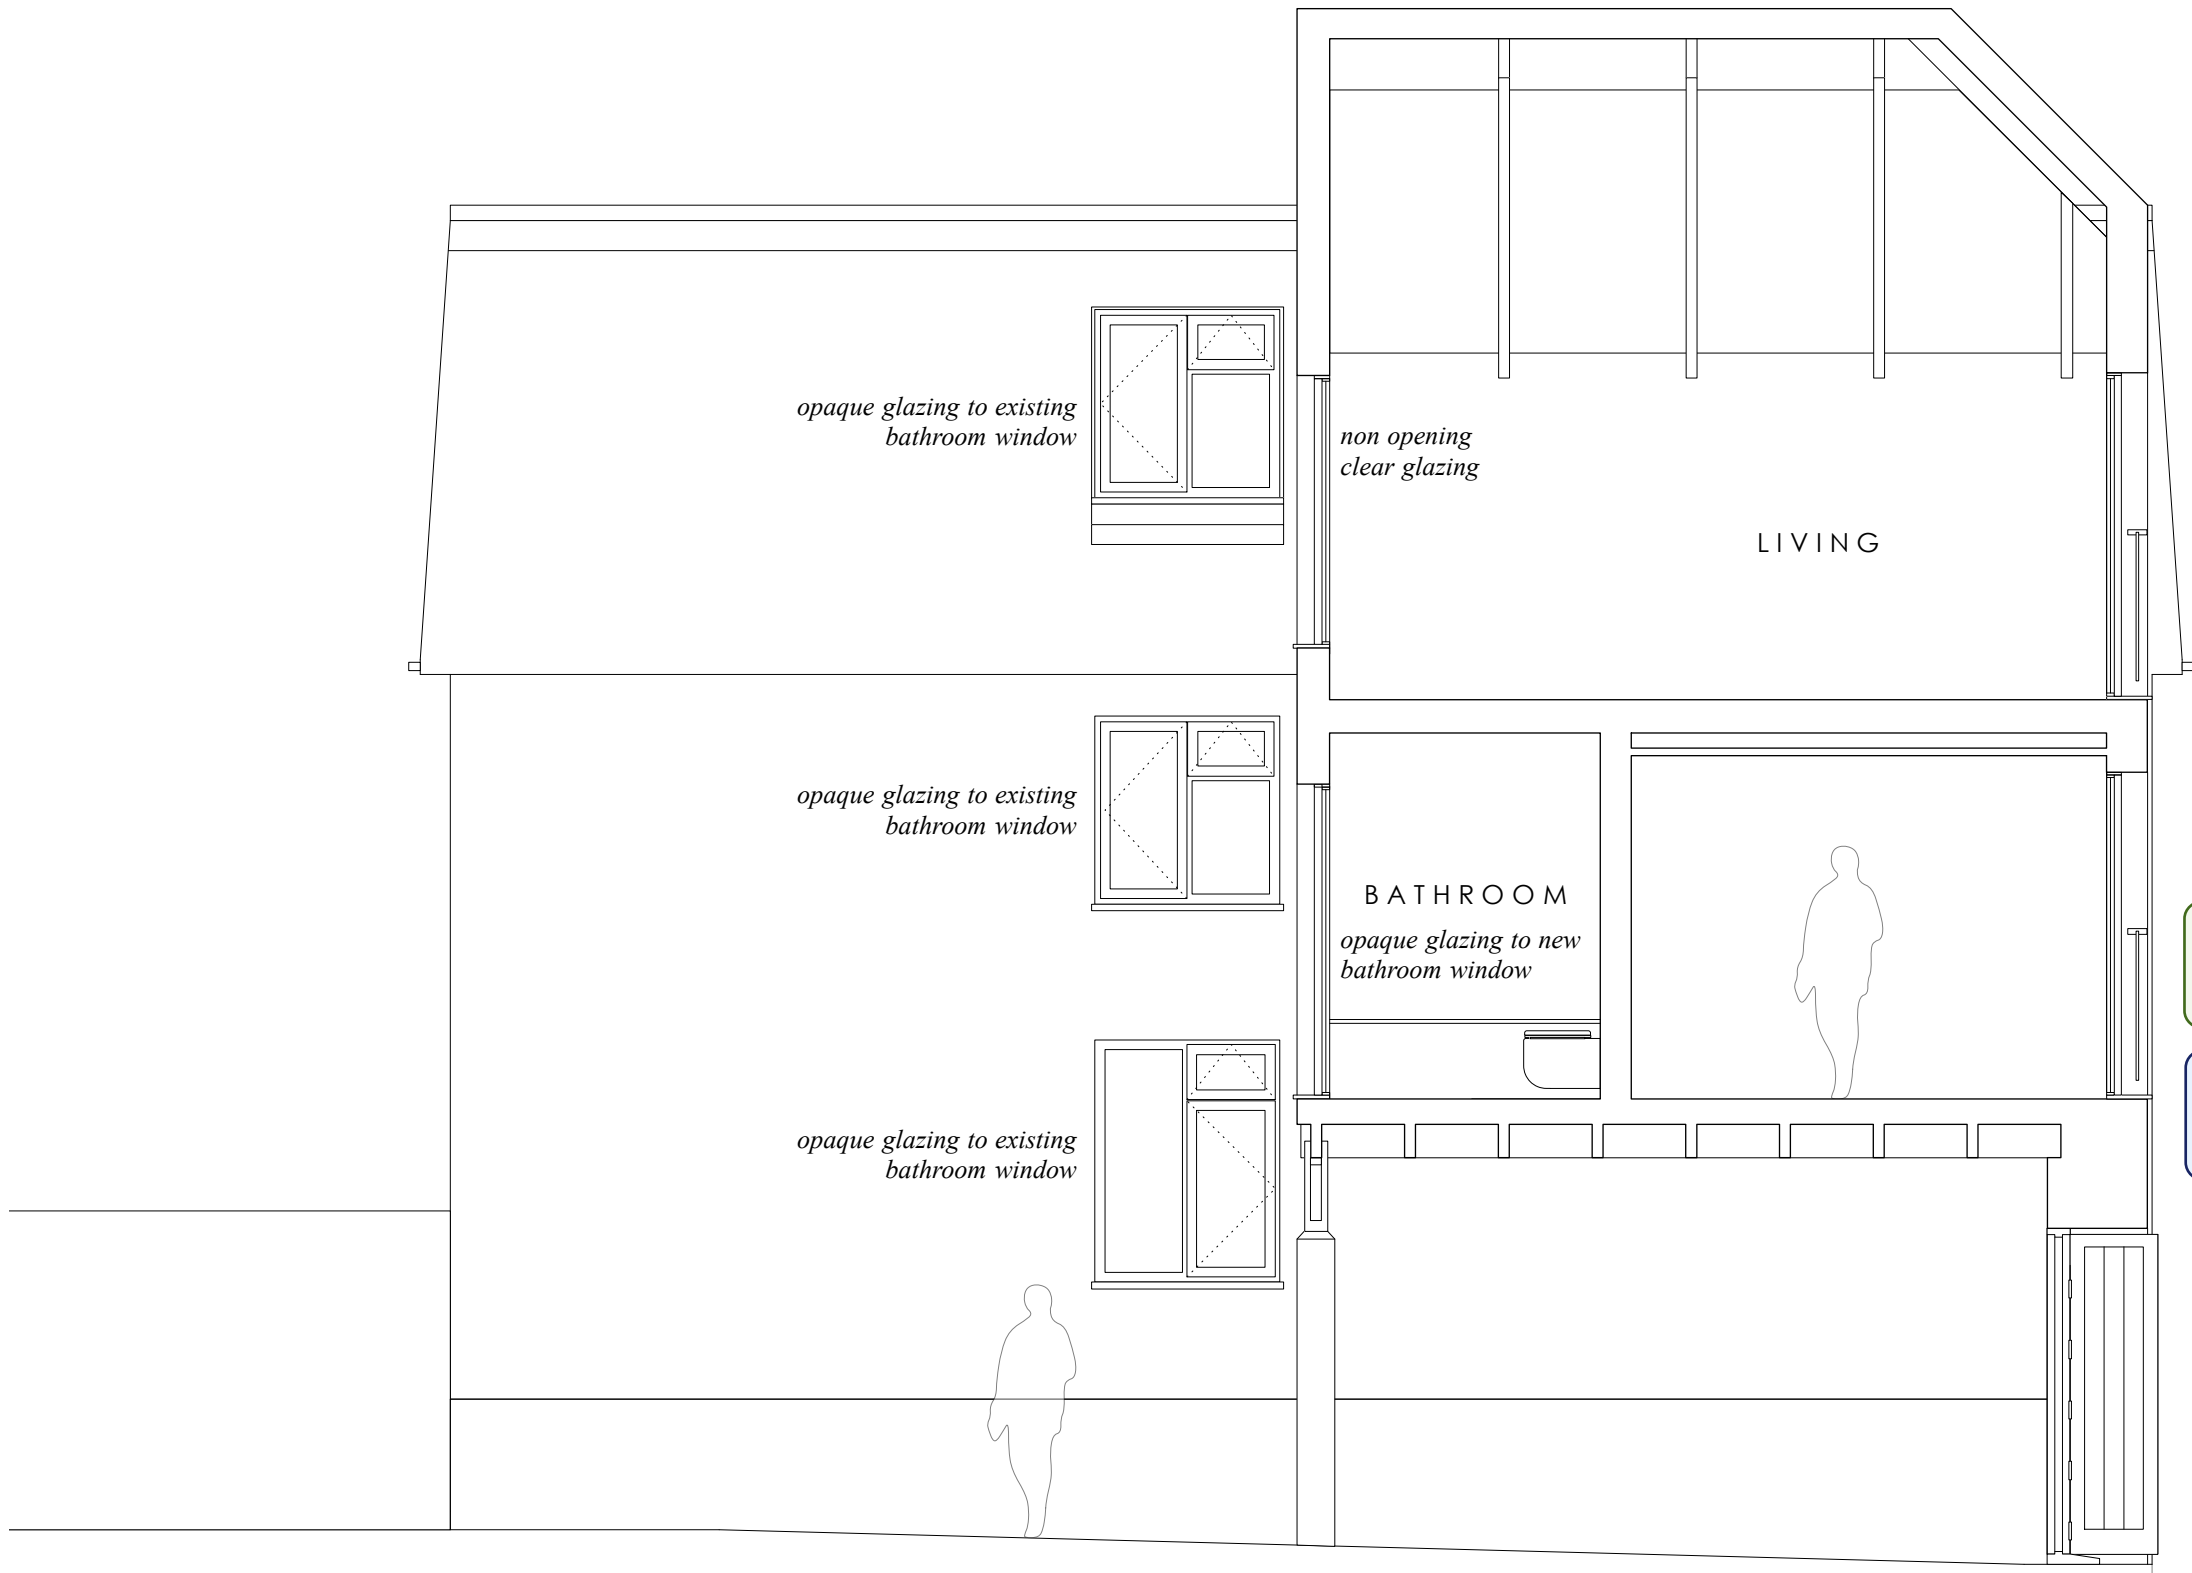 opaque glazing to existing
bathroom window
non opening
clear glazing
LIVING
opaque glazing to existing
bathroom window
BATHROOM
opaque glazing to new
bathroom window
opaque glazing to existing
bathroom window